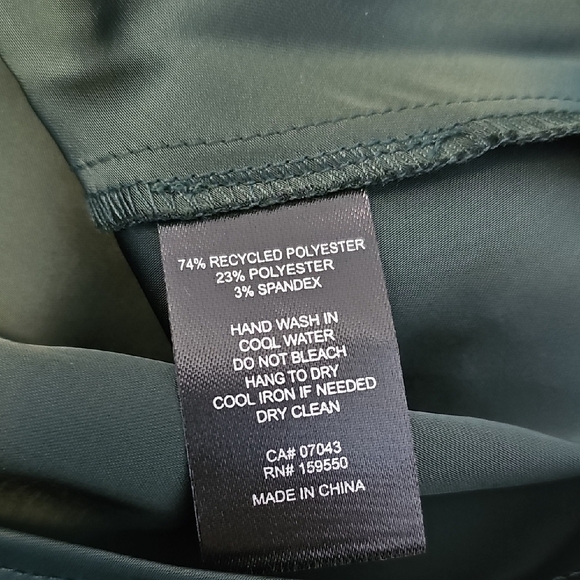 74% RECYCLED POLYESTER
23% POLYESTER
3% SPANDEX
HAND WASH IN
COOL WATER
DO NOT BLEACH
HANG TO DRY
COOL IRON IF NEEDED
DRY CLEAN
CA# 07043
RN# 159550
MADE IN CHINA